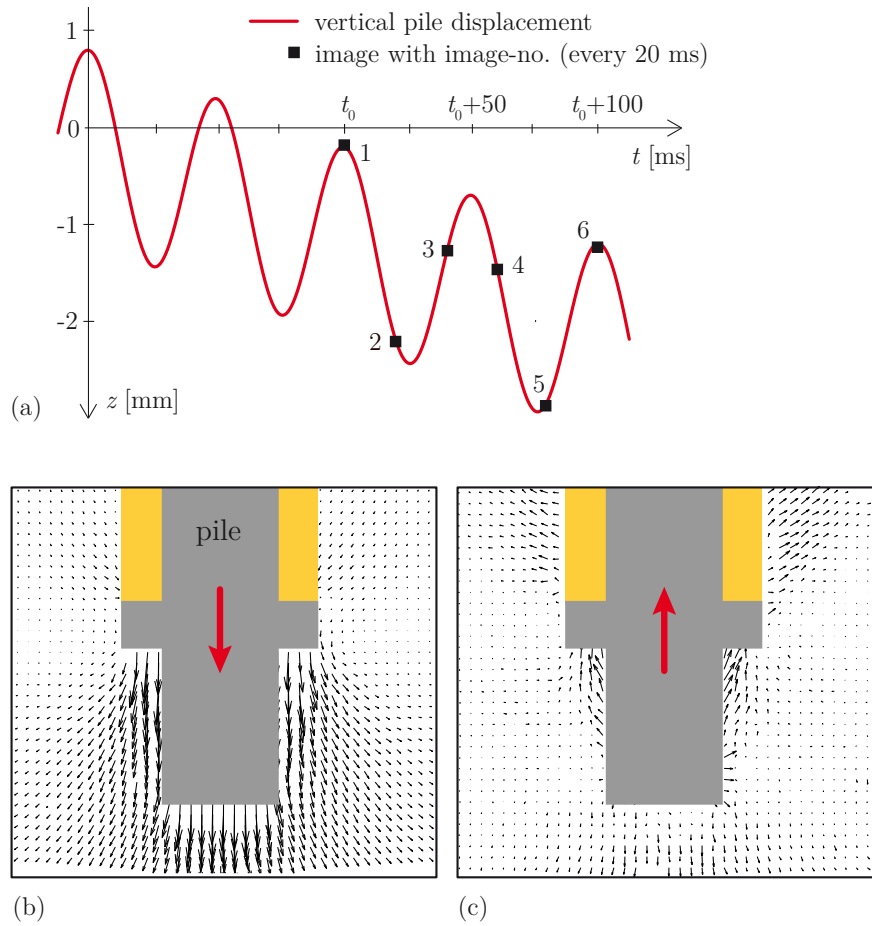 vertical pile displacement
image with image-no. (every 20 ms)
1
t₀ t₀+50 t₀+100
0
t [ms]
1
-1
6
3 4
-2
2
5
(a) z [mm]
pile
(b) (c)